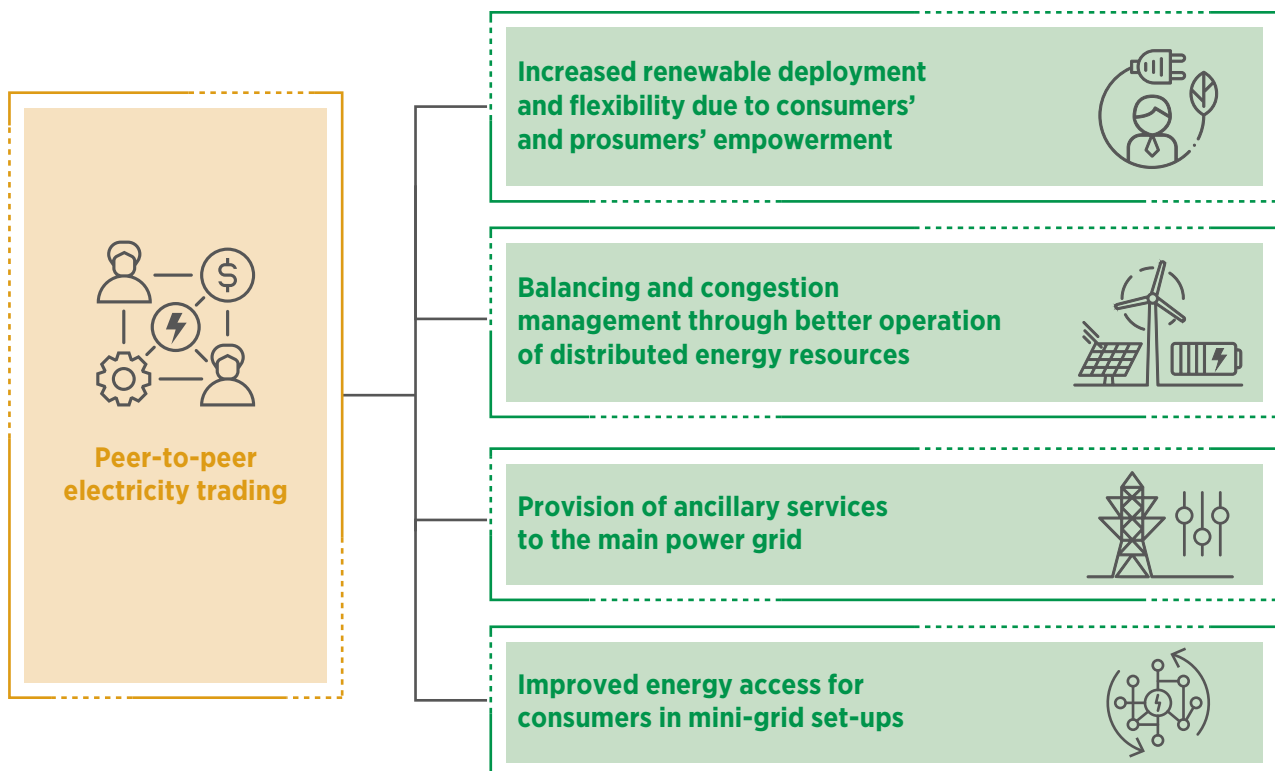 Peer-to-peer
electricity trading
Increased renewable deployment
and flexibility due to consumers’
and prosumers’ empowerment
Balancing and congestion
management through better operation
of distributed energy resources
Provision of ancillary services
to the main power grid
Improved energy access for
consumers in mini-grid set-ups
$